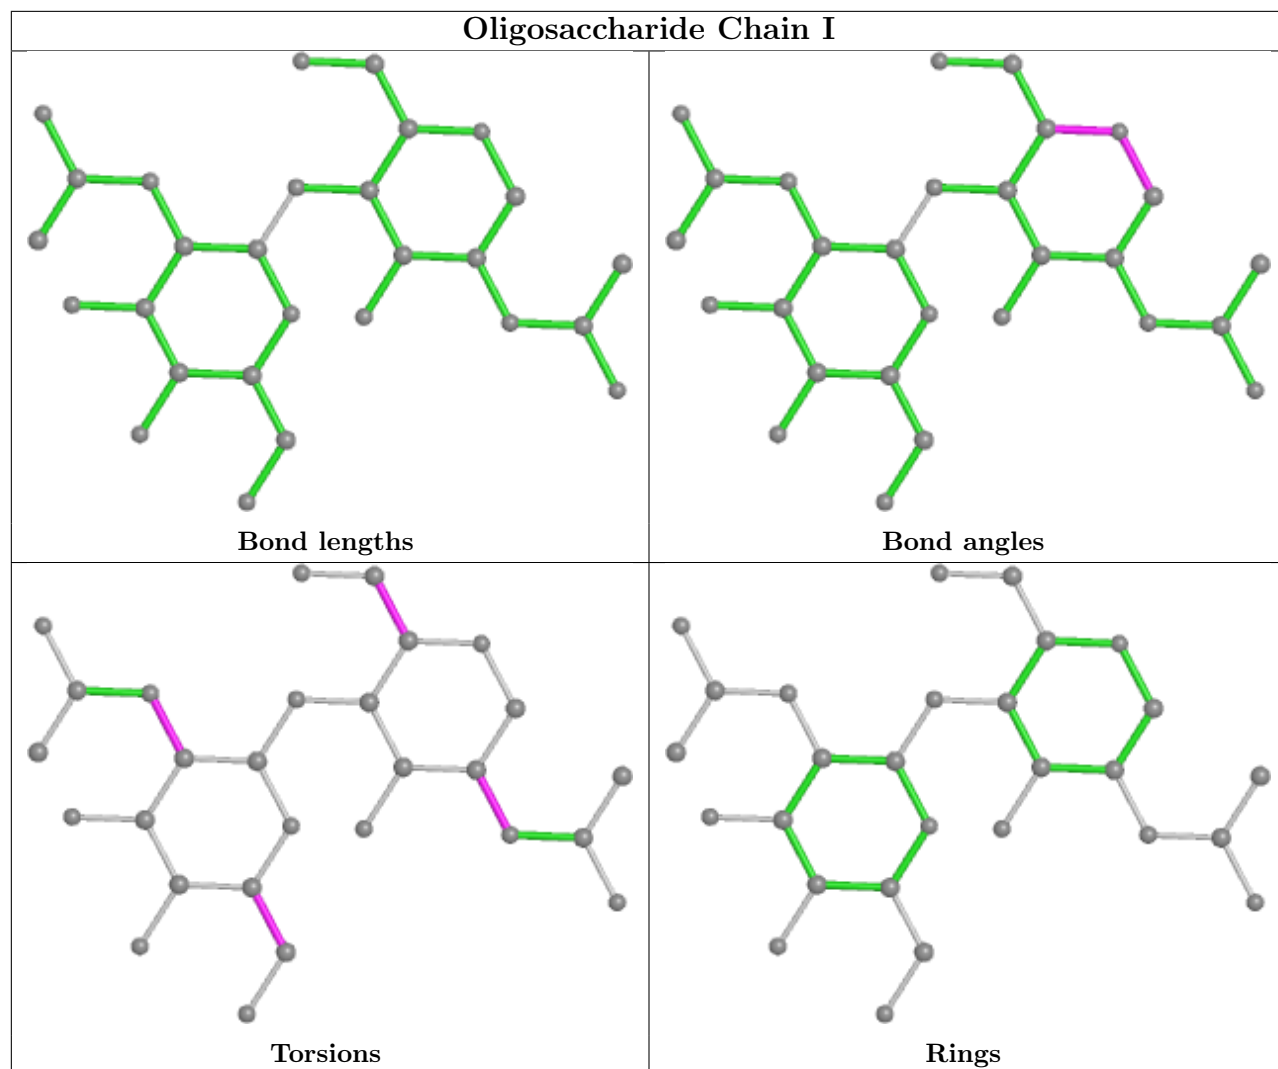 Oligosaccharide Chain I
Bond lengths
Bond angles
Torsions
Rings